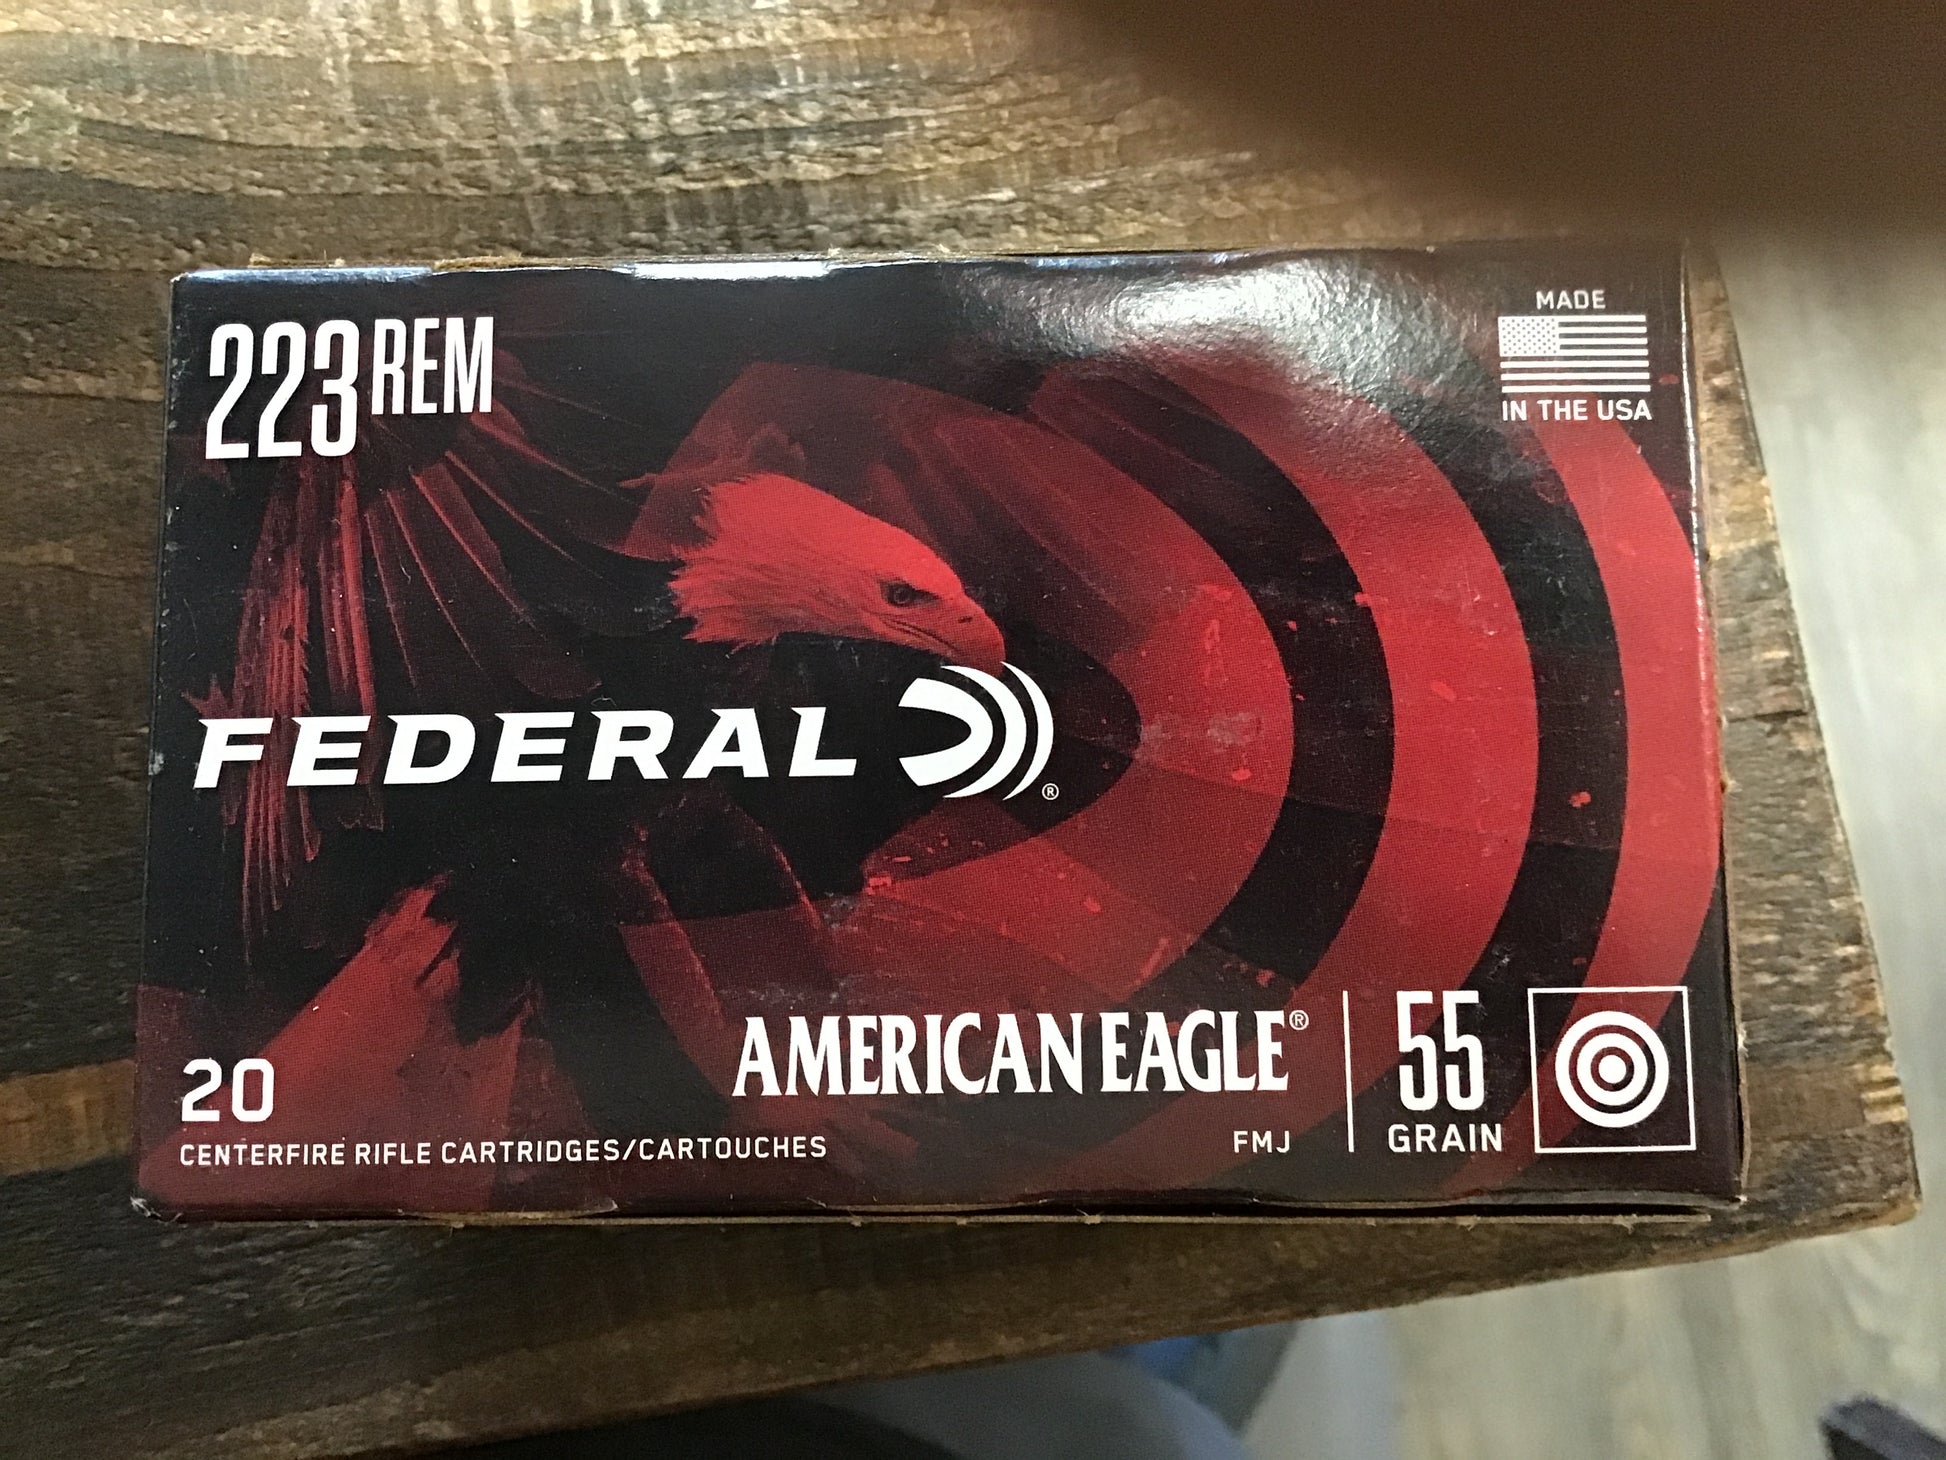 223 REM
MADE
IN THE USA
FEDERAL®
20
CENTERFIRE RIFLE CARTRIDGES/CARTOUCHES
AMERICAN EAGLE®
FMJ
55
GRAIN